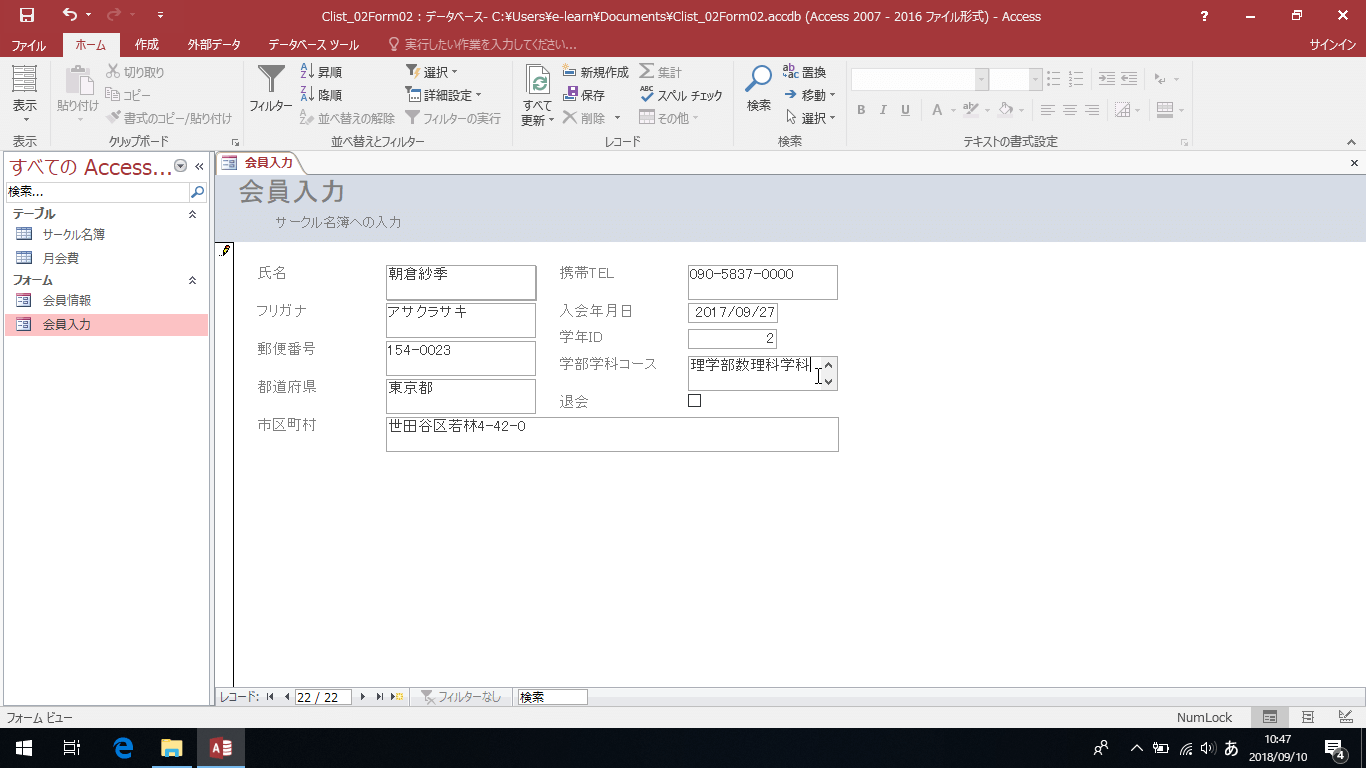 Clist_02Form02 : データベース- C:¥Users¥e-learn¥Documents¥Clist_02Form02.accdb (Access 2007 - 2016 ファイル形式) - Access
?
ファイル ホーム 作成 外部データ データベース ツール 実行したい作業を入力してください... サインイン
表示
表示
貼り付け
切り取り
コピー
書式のコピー/貼り付け
クリップボード
フィルター
昇順
降順
並べ替えの解除
選択
詳細設定
フィルターの実行
並べ替えとフィルター
すべて
更新
新規作成
保存
削除
集計
スペル チェック
その他
レコード
検索
置換
移動
選択
検索
B I U A
テキストの書式設定
すべての Access...
検索...
テーブル
サークル名簿
月会費
フォーム
会員情報
会員入力
会員入力
会員入力
サークル名簿への入力
氏名 朝倉紗季
フリガナ アサクラサキ
郵便番号 154-0023
都道府県 東京都
市区町村 世田谷区若林4-42-0
携帯TEL 090-5837-0000
入会年月日 2017/09/27
学年ID 2
学部学科コース 理学部数理科学科
退会
レコード: 22 / 22 フィルターなし 検索
フォーム ビュー NumLock
あ 10:47
2018/09/10
4